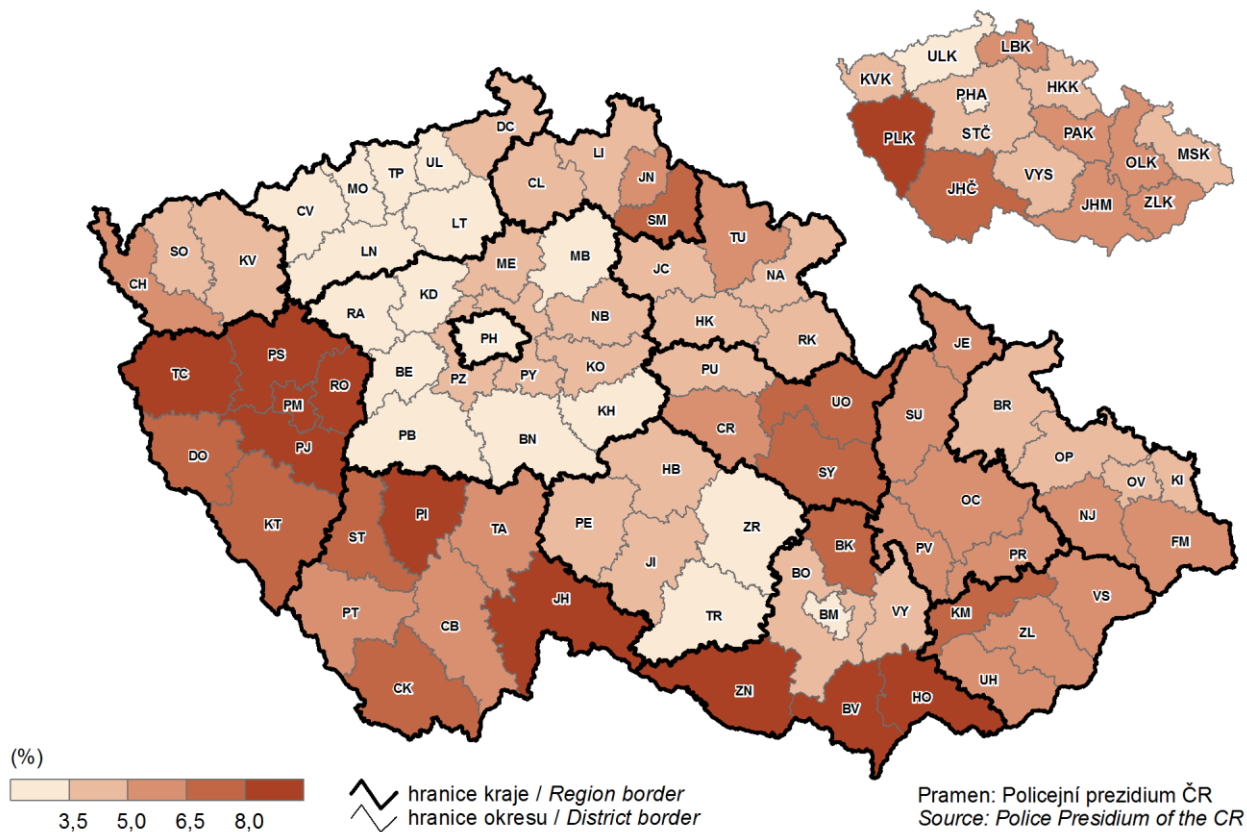 LBK
ULK
KVK
HKK
PHA
STČ
PLK
PAK
OLK
MSK
VYS
JHČ
JHM
ZLK
DC
UL
TP
MO
CV
LT
LN
LI
CL
JN
SM
SO
KV
CH
TU
MB
ME
JC
NA
KD
RA
NB
HK
RK
PH
JE
PS
TC
RO
BE
PZ
PY
KO
PU
PM
KH
UO
SU
BR
PB
BN
CR
DO
PJ
HB
SY
OP
OV
KI
KT
PI
TA
PE
ZR
OC
NJ
ST
BK
PV
PR
FM
JI
BO
PT
CB
JH
TR
BM
VY
KM
VS
ZL
CK
ZN
BV
HO
UH
(%)
3,5 5,0 6,5 8,0
hranice kraje / Region border
hranice okresu / District border
Pramen: Policejní prezidium ČR
Source: Police Presidium of the CR